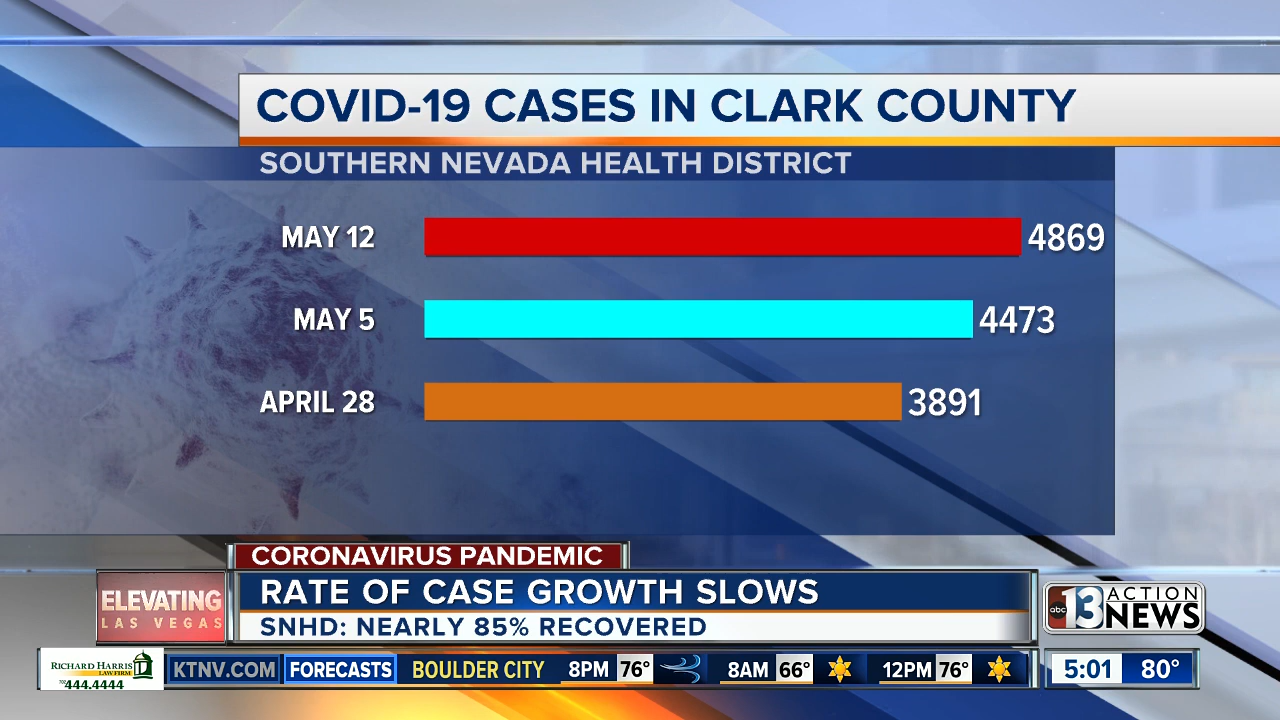 COVID-19 CASES IN CLARK COUNTY
SOUTHERN NEVADA HEALTH DISTRICT
MAY 12 4869
MAY 5 4473
APRIL 28 3891
CORONAVIRUS PANDEMIC
ELEVATING
LAS VEGAS
RATE OF CASE GROWTH SLOWS
SNHD: NEARLY 85% RECOVERED
abc 13 ACTION NEWS
RICHARD HARRIS
LAW FIRM
702 444.4444
KTNV.COM FORECASTS BOULDER CITY 8PM 76° 8AM 66° 12PM 76° 5:01 80°